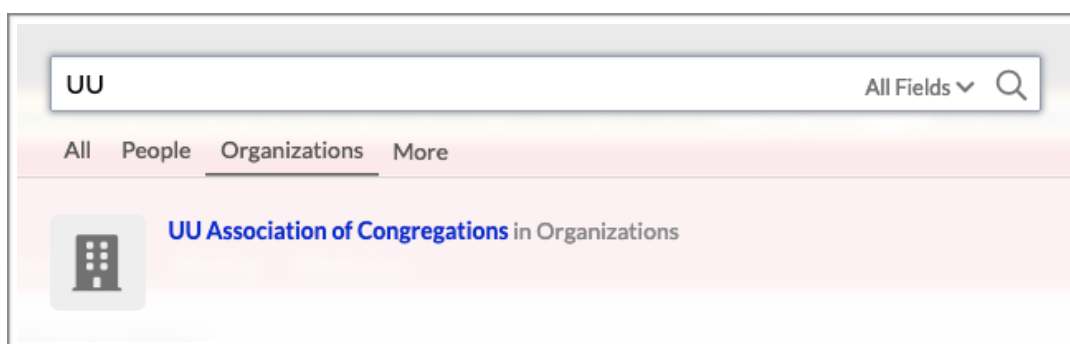 UU All Fields
All People Organizations More
UU Association of Congregations in Organizations